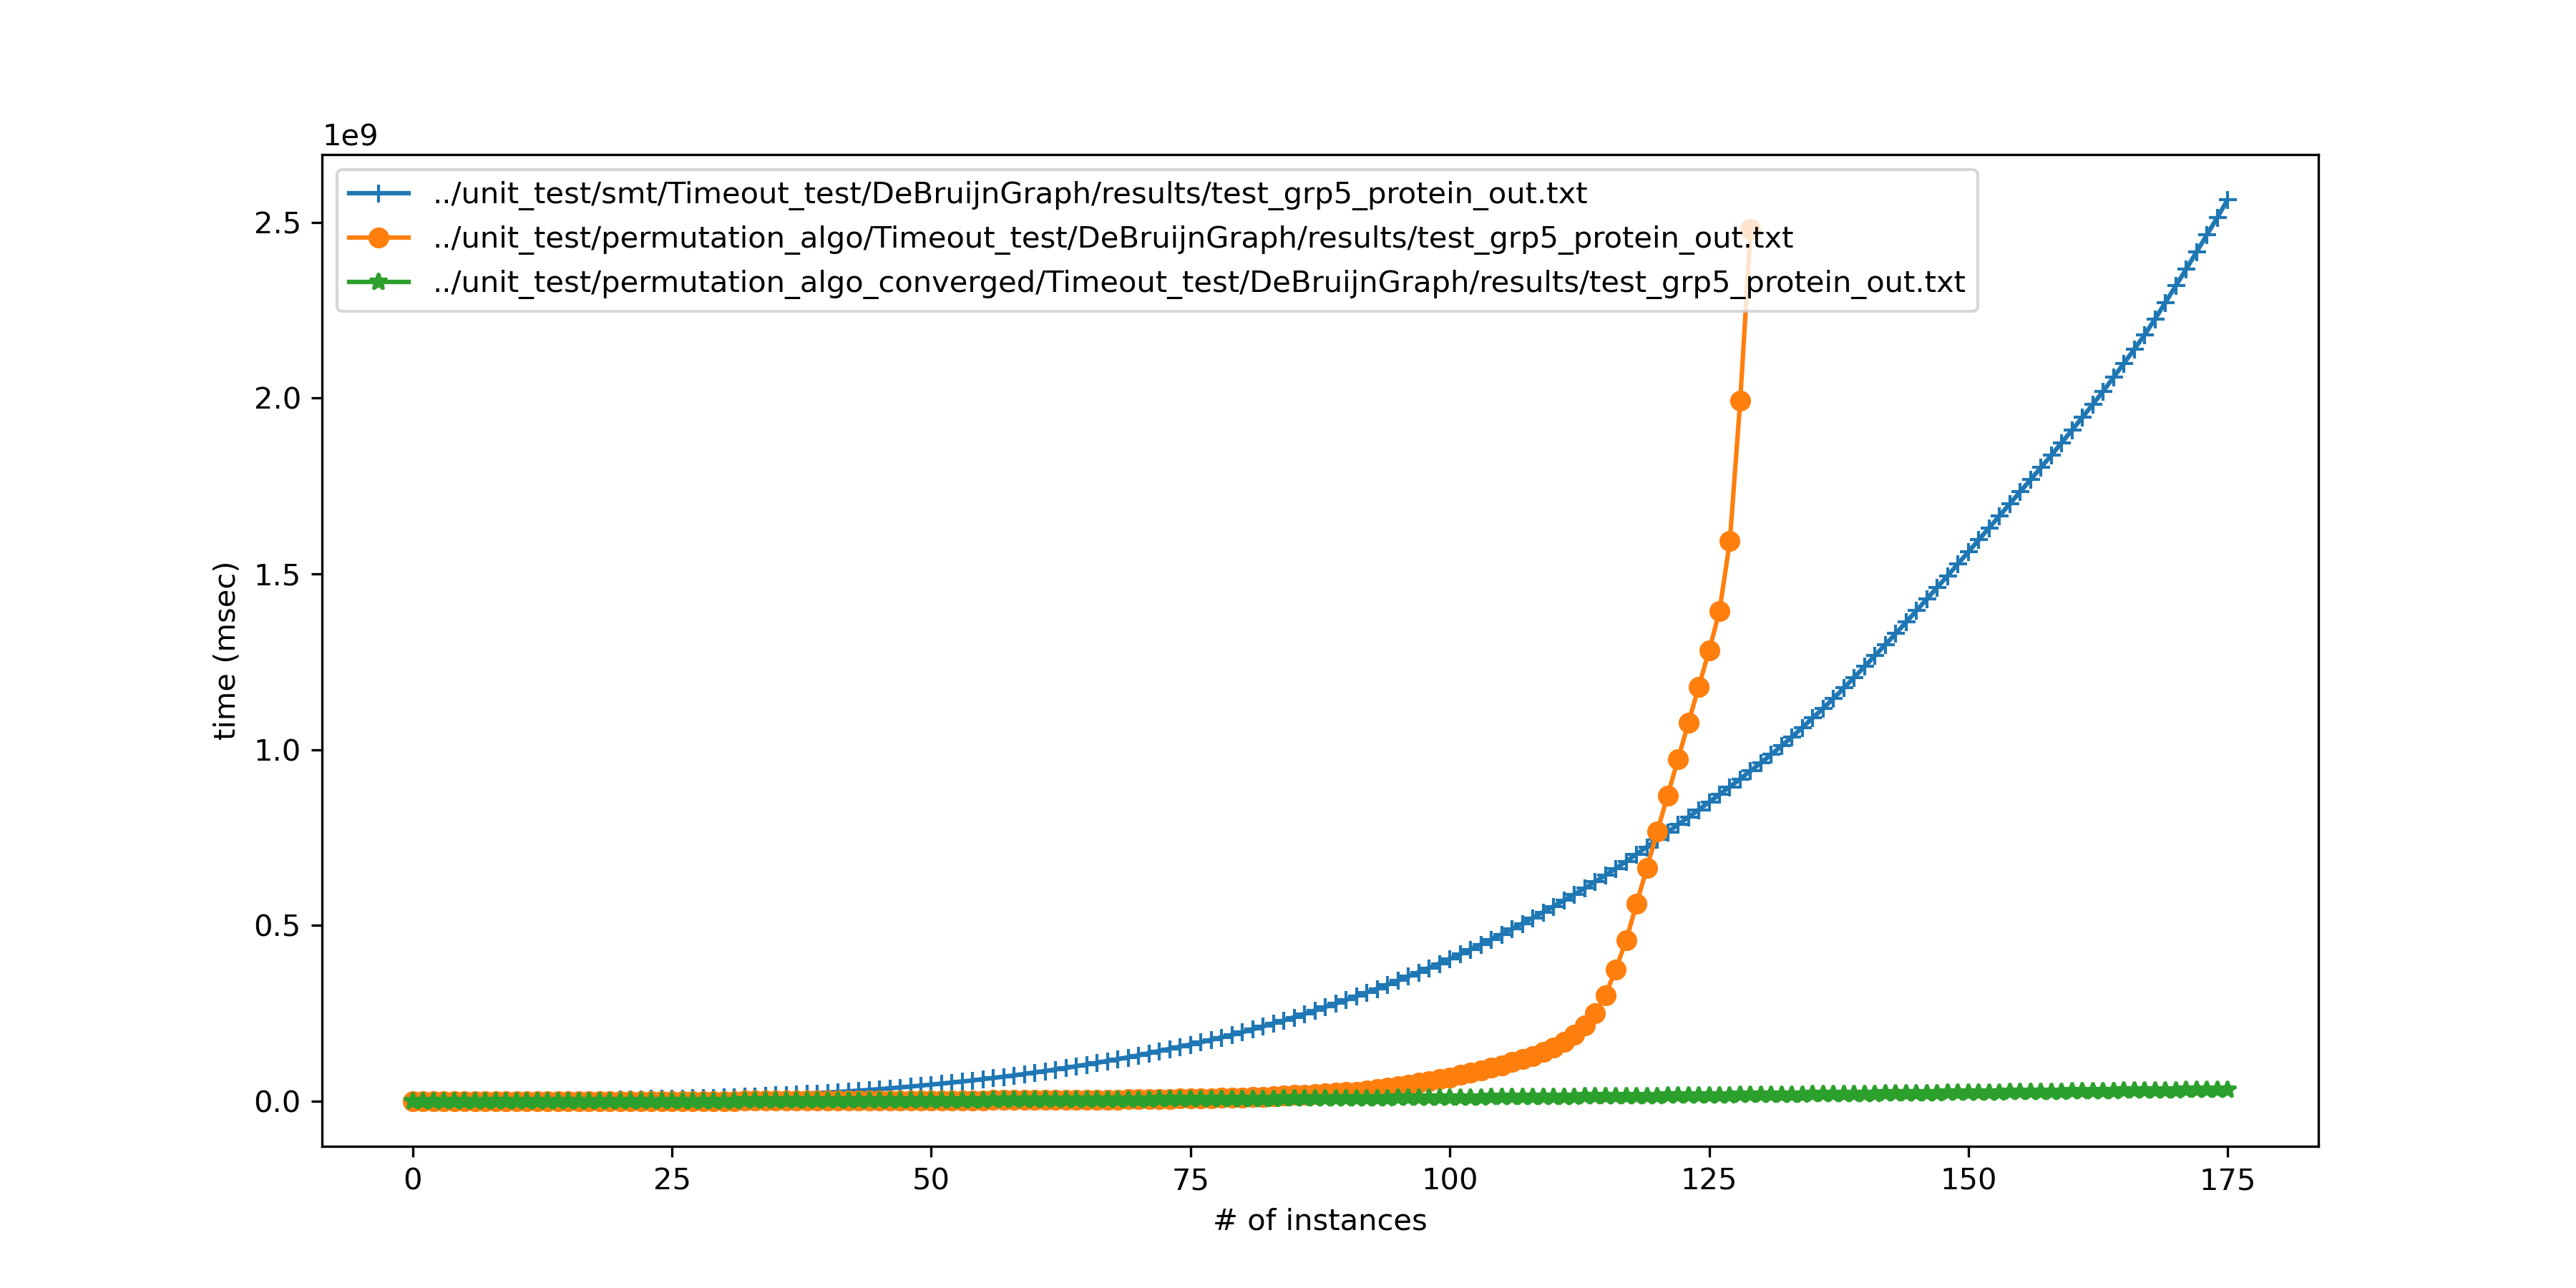 1e9
../unit_test/smt/Timeout_test/DeBruijnGraph/results/test_grp5_protein_out.txt
../unit_test/permutation_algo/Timeout_test/DeBruijnGraph/results/test_grp5_protein_out.txt
../unit_test/permutation_algo_converged/Timeout_test/DeBruijnGraph/results/test_grp5_protein_out.txt
2.5
2.0
1.5
1.0
0.5
0.0
time (msec)
0 25 50 75 100 125 150 175
# of instances